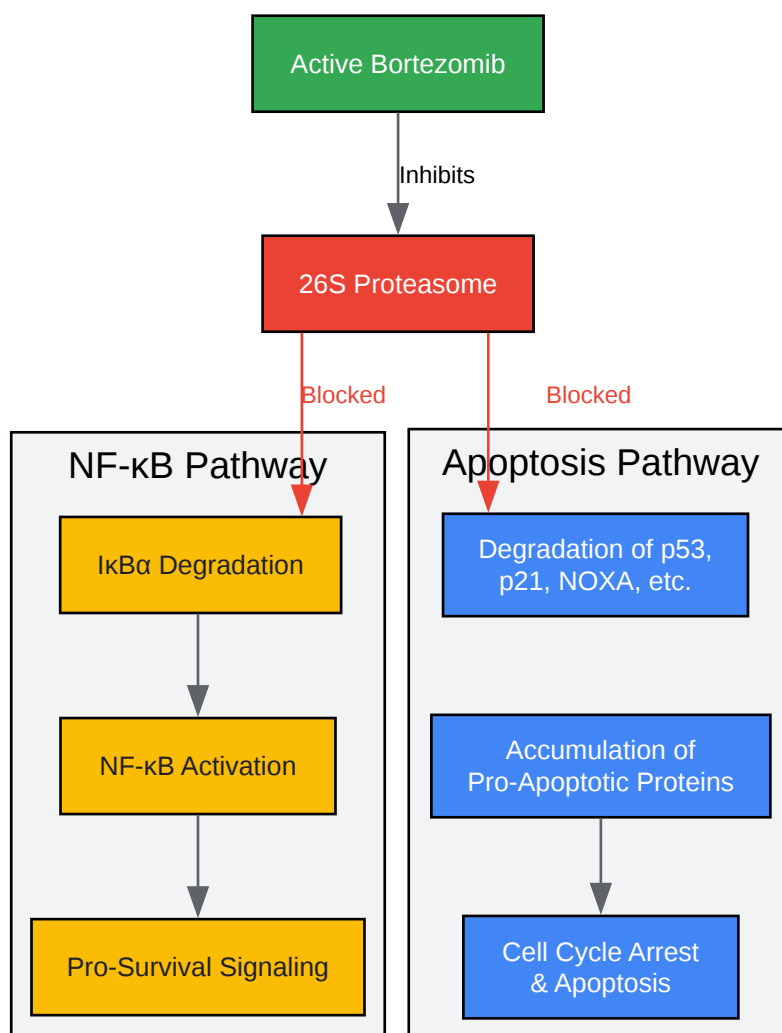 Active Bortezomib
Inhibits
26S Proteasome
Blocked
Blocked
NF-κB Pathway
IκBα Degradation
NF-κB Activation
Pro-Survival Signaling
Apoptosis Pathway
Degradation of p53,
p21, NOXA, etc.
Accumulation of
Pro-Apoptotic Proteins
Cell Cycle Arrest
& Apoptosis